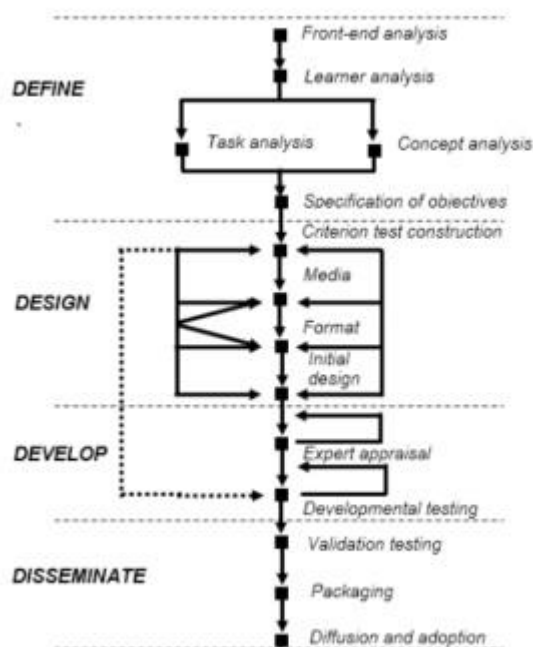 Front-end analysis
Learner analysis
DEFINE
Task analysis
Concept analysis
Specification of objectives
Criterion test construction
Media
DESIGN
Format
Initial
design
DEVELOP
Expert appraisal
Developmental testing
Validation testing
DISSEMINATE
Packaging
Diffusion and adoption